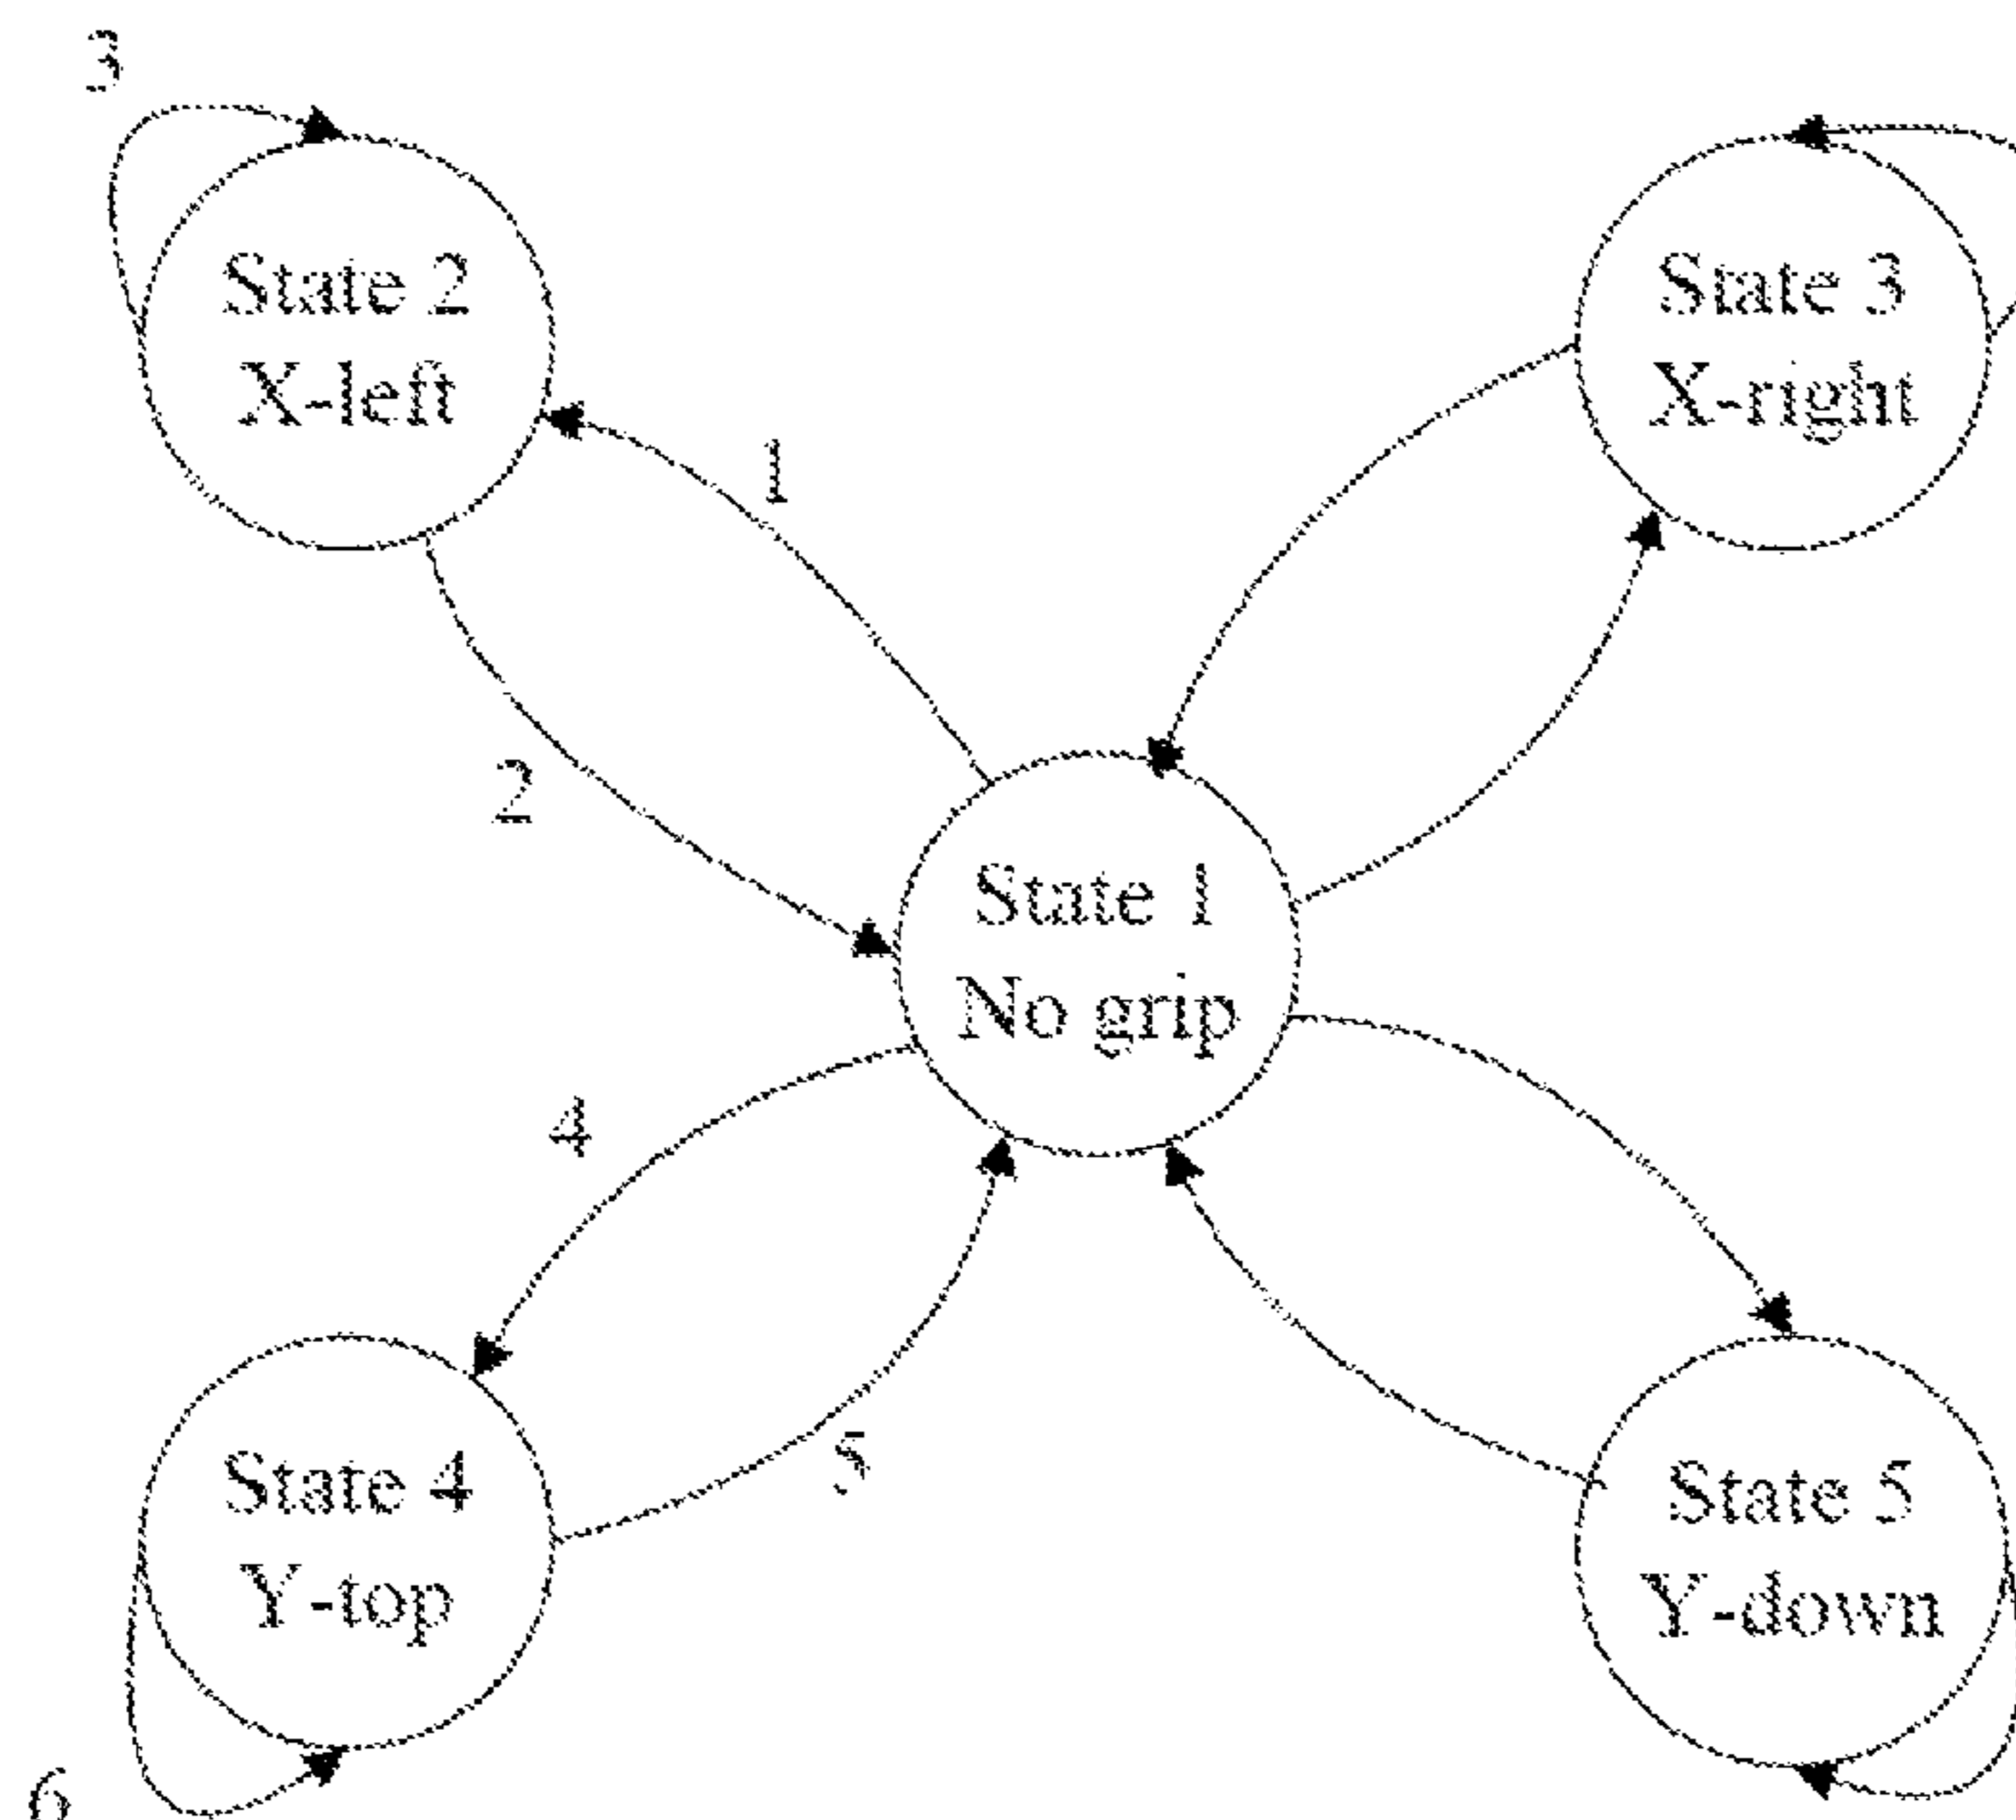 3
State 2
X-left
State 3
X-right
1
2
State 1
No grip
4
5
State 4
Y-top
State 5
Y-down
6